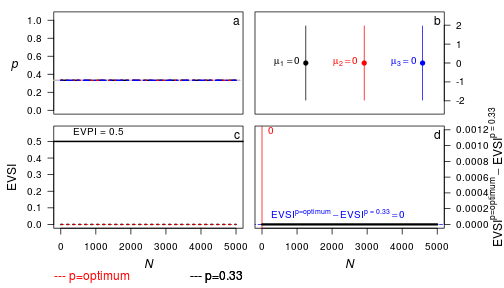 a
1.0
0.8
0.6
0.4
0.2
0.0
p
b
μ1 = 0
μ2 = 0
μ3 = 0
2
1
0
-1
-2
c
EVPI = 0.5
0.5
0.4
0.3
0.2
0.1
0.0
EVSI
0 1000 2000 3000 4000 5000
N
d
0
EVSI^p=optimum − EVSI^p = 0.33 = 0
0.0012
0.0010
0.0008
0.0006
0.0004
0.0002
0.0000
EVSI^p=optimum − EVSI^p = 0.33
0 1000 2000 3000 4000 5000
N
--- p=optimum
--- p=0.33